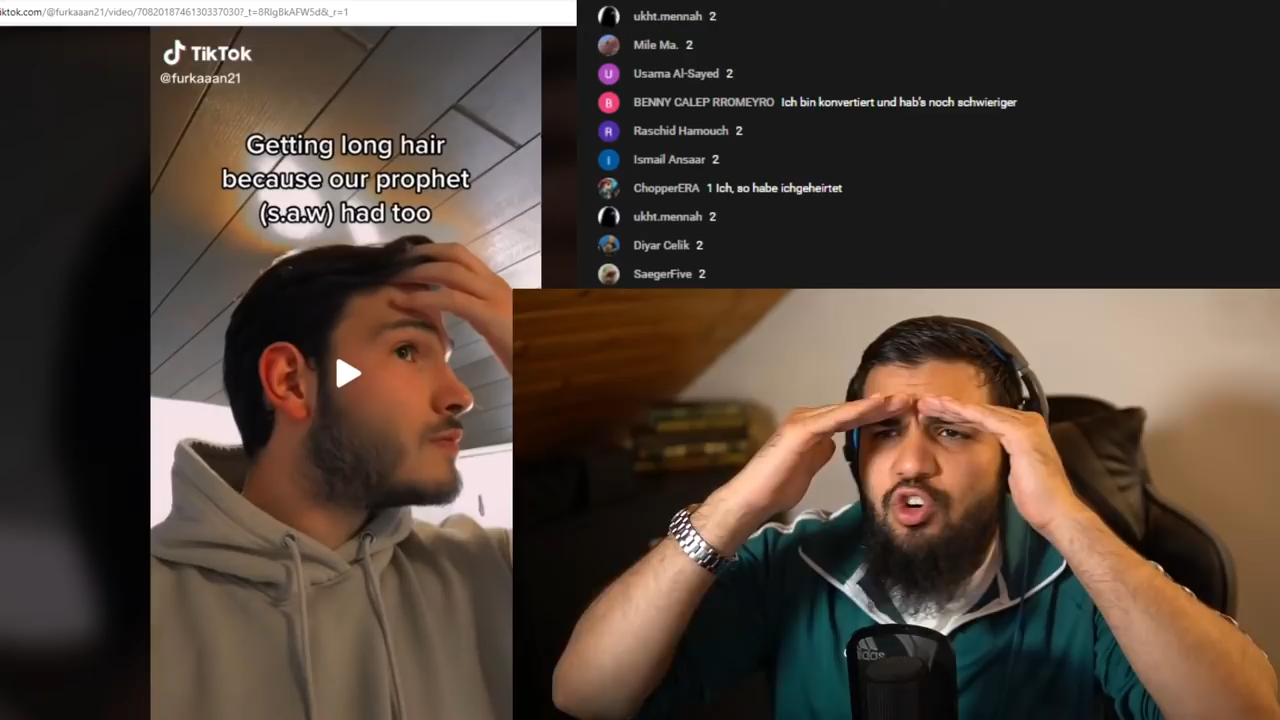 iktok.com/@furkaaan21/video/7082018746130337030?_t=8RlgBkAFW5d&_r=1
TikTok
@furkaaan21
Getting long hair
because our prophet
(s.a.w) had too
ukht.mennah 2
Mile Ma. 2
U Usama Al-Sayed 2
B BENNY CALEP RROMEYRO Ich bin konvertiert und hab's noch schwieriger
R Raschid Hamouch 2
I Ismail Ansaar 2
ChopperERA 1 Ich, so habe ichgeheirtet
ukht.mennah 2
Diyar Celik 2
SaegerFive 2
adidas